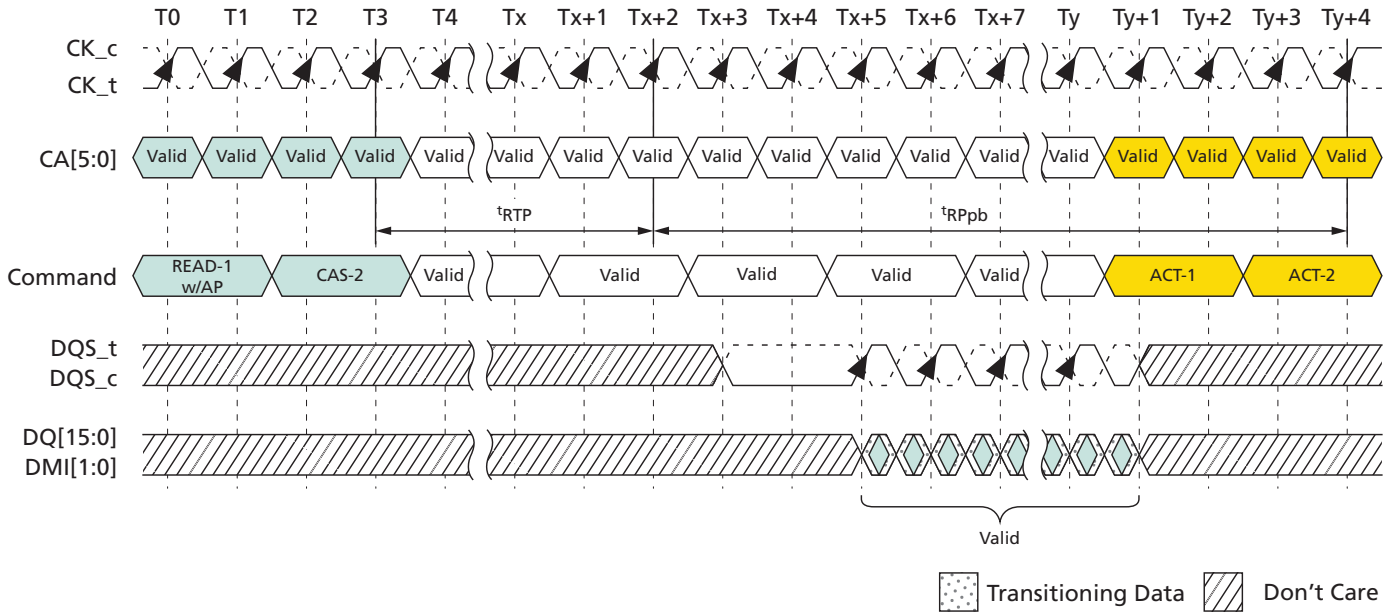 T0 T1 T2 T3 T4 Tx Tx+1 Tx+2 Tx+3 Tx+4 Tx+5 Tx+6 Tx+7 Ty Ty+1 Ty+2 Ty+3 Ty+4
CK_c
CK_t
CA[5:0] Valid Valid Valid Valid Valid Valid Valid Valid Valid Valid Valid Valid Valid Valid Valid Valid Valid Valid
tRTP tRPpb
Command READ-1 w/AP CAS-2 Valid Valid Valid Valid Valid ACT-1 ACT-2
DQS_t
DQS_c
DQ[15:0]
DMI[1:0]
Valid
Transitioning Data Don't Care